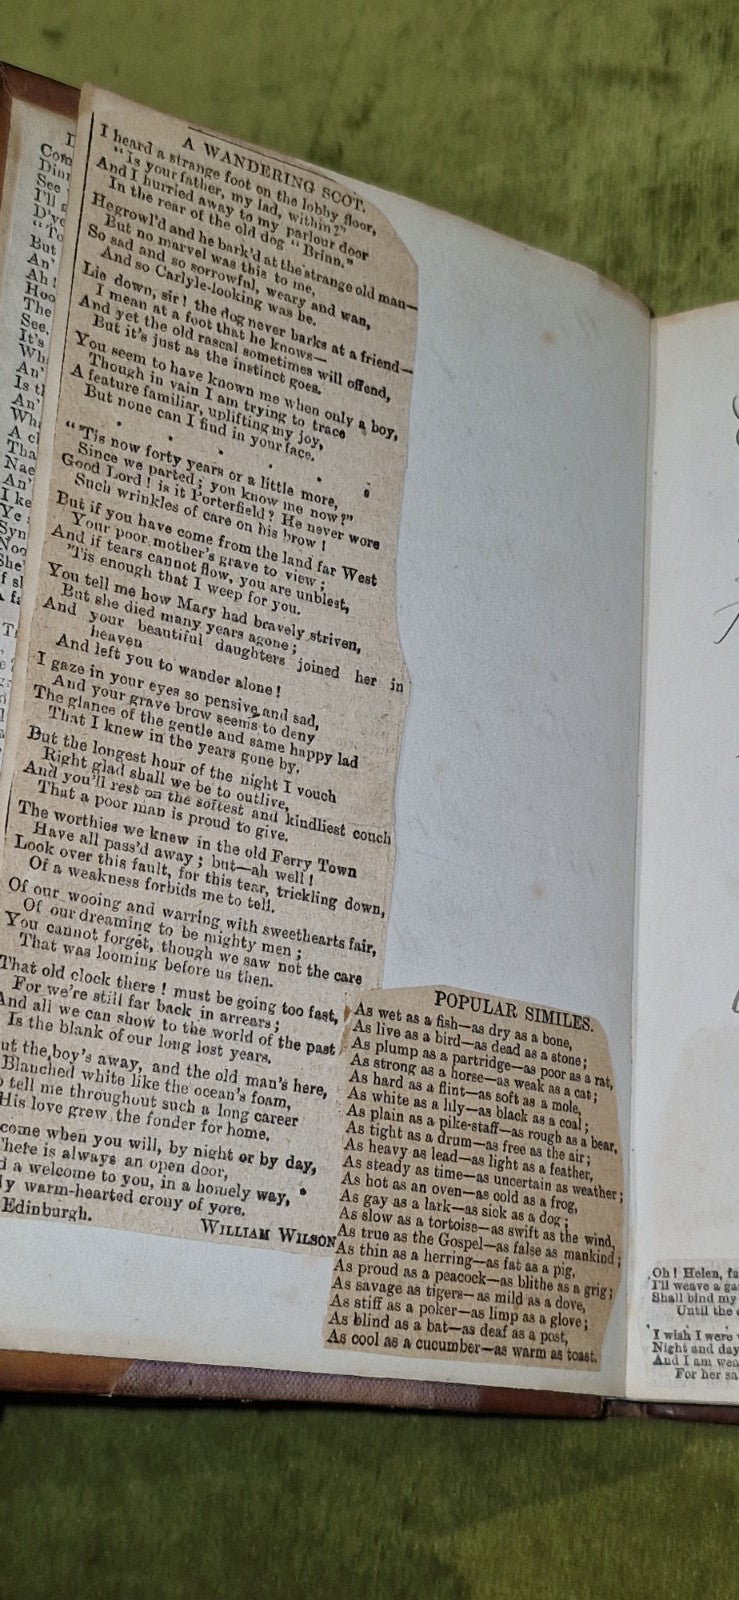 A WANDERING SCOT.
I heard a strange foot on the lobby floor,
"Is your father, my lad, within?"
And I hurried away to my parlour door
In the rear of the old dog "Brinn."
He growl'd and he bark'd at the strange old man—
But no marvel was this to me,
So sad and so sorrowful, weary and wan,
And so Carlyle-looking was he.
Lie down, sir! the dog never barks at a friend—
I mean at a foot that he knows—
And yet the old rascal sometimes will offend,
But it's just as the instinct goes.
You seem to have known me when only a boy,
Though in vain I am trying to trace
A feature familiar, uplifting my joy,
But none can I find in your face.
"'Tis now forty years or a little more,
Since we parted; you know me now?"
Good Lord! is it Porterfield? He never wore
Such wrinkles of care on his brow!
But if you have come from the land far West
Your poor mother's grave to view;
And if tears cannot flow, you are unblest,
'Tis enough that I weep for you.
You tell me how Mary had bravely striven,
But she died many years agone;
And your beautiful daughters joined her in
heaven
And left you to wander alone!
I gaze in your eyes so pensive and sad,
And your grave brow seems to deny
The glance of the gentle and same happy lad
That I knew in the years gone by.
But the longest hour of the night I vouch
Right glad shall we be to outlive,
And you'll rest on the softest and kindliest couch
That a poor man is proud to give.
The worthies we knew in the old Ferry Town
Have all pass'd away; but—ah well!
Look over this fault, for this tear, trickling down,
Of a weakness forbids me to tell.
Of our wooing and warring with sweethearts fair,
Of our dreaming to be mighty men;
You cannot forget, though we saw not the care
That was looming before us then.
That old clock there! must be going too fast,
For we're still far back in arrears;
And all we can show to the world of the past
Is the blank of our long lost years.
ut the boy's away, and the old man's here,
Blanched white like the ocean's foam,
o tell me throughout such a long career
His love grew the fonder for home.
come when you will, by night or by day,
There is always an open door,
d a welcome to you, in a homely way,
My warm-hearted crony of yore.
Edinburgh.
WILLIAM WILSON
POPULAR SIMILES.
As wet as a fish—as dry as a bone,
As live as a bird—as dead as a stone;
As plump as a partridge—as poor as a rat,
As strong as a horse—as weak as a cat;
As hard as a flint—as soft as a mole,
As white as a lily—as black as a coal;
As plain as a pike-staff—as rough as a bear,
As tight as a drum—as free as the air;
As heavy as lead—as light as a feather,
As steady as time—as uncertain as weather;
As hot as an oven—as cold as a frog,
As gay as a lark—as sick as a dog;
As slow as a tortoise—as swift as the wind,
As true as the Gospel—as false as mankind;
As thin as a herring—as fat as a pig,
As proud as a peacock—as blithe as a grig;
As savage as tigers—as mild as a dove,
As stiff as a poker—as limp as a glove;
As blind as a bat—as deaf as a post,
As cool as a cucumber—as warm as toast.
Oh! Helen, fa
I'll weave a ga
Shall bind my
Until the
I wish I were
Night and day
And I am wea
For her sa